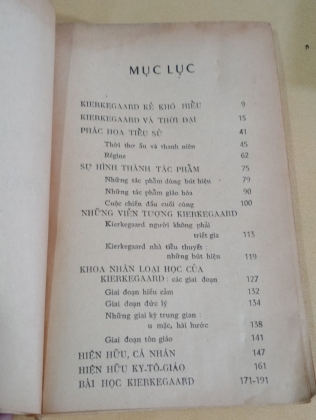 MỤC LỤC
KIERKEGAARD KẺ KHÓ HIỂU 9
KIERKEGAARD VÀ THỜI ĐẠI 15
PHÁC HỌA TIỂU SỬ 41
Thời thơ ấu và thanh niên 45
Régine 62
SỰ HÌNH THÀNH TÁC PHẨM 75
Những tác phẩm dùng bút hiệu 79
Những tác phẩm giáo hóa 90
Cuộc chiến đấu cuối cùng 100
NHỮNG VIỄN TƯỢNG KIERKEGAARD
Kierkegaard người không phải
triết gia 113
Kierkegaard nhà tiểu thuyết :
những bút hiệu 119
KHOA NHÂN LOẠI HỌC CỦA
KIERKEGAARD : các giai đoạn 127
Giai đoạn hiếu cảm 132
Giai đoạn đức lý 134
Những giai kỳ trung gian :
u mặc, hài hước 138
Giai đoạn tôn giáo 141
HIỆN HỮU, CÁ NHÂN 147
HIỆN HỮU KY-TÔ-GIÁO 161
BÀI HỌC KIERKEGAARD 171-191